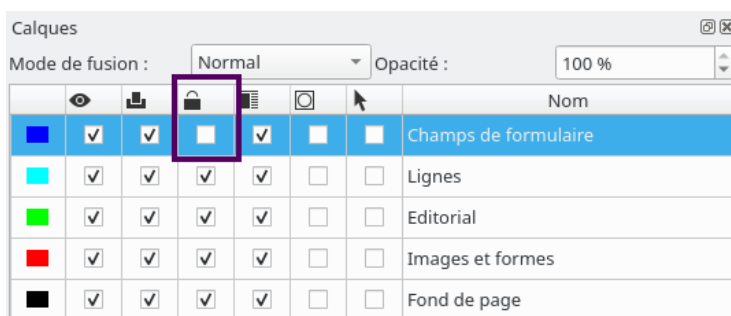 Calques
Mode de fusion : Normal Opacité : 100 %
Nom
Champs de formulaire
Lignes
Editorial
Images et formes
Fond de page